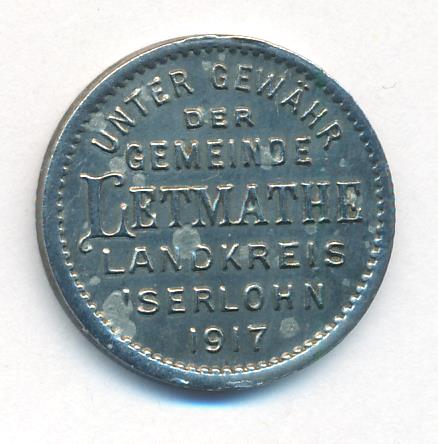 UNTER GEWÄHR
DER
GEMEINDE
LETMATHE
LANDKREIS
ISERLOHN
1917